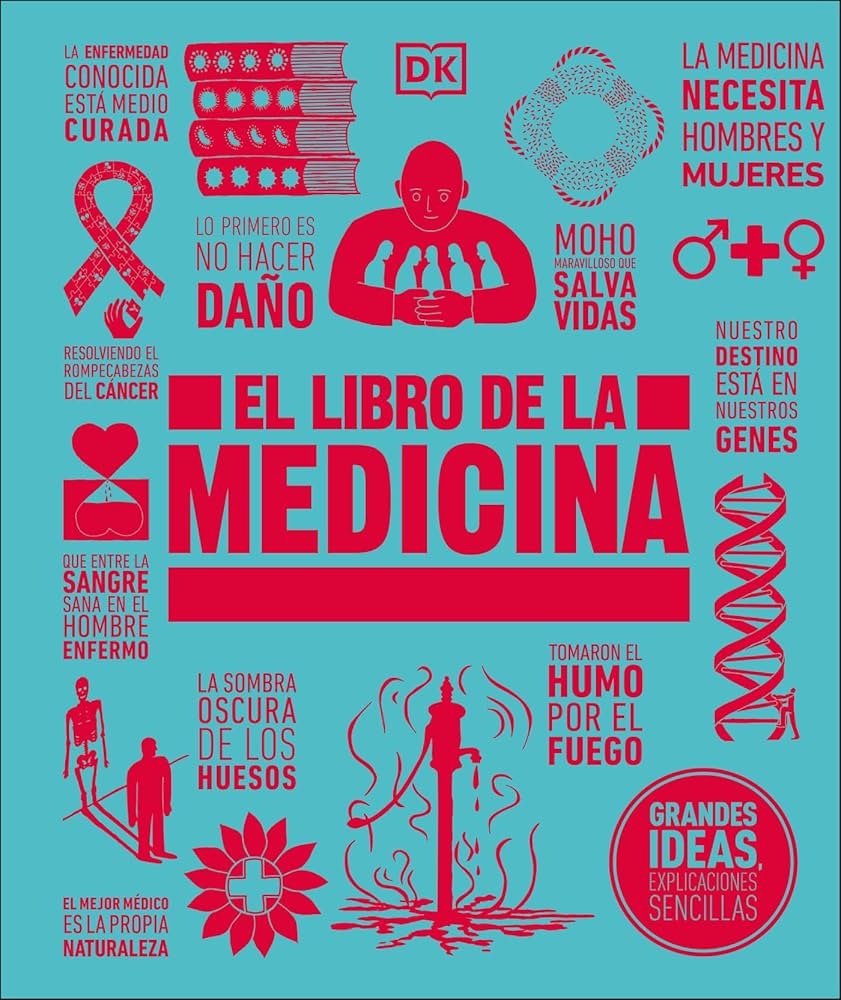 LA ENFERMEDAD
CONOCIDA
ESTÁ MEDIO
CURADA
DK
LA MEDICINA
NECESITA
HOMBRES Y
MUJERES
LO PRIMERO ES
NO HACER
DAÑO
MOHO
MARAVILLOSO QUE
SALVA
VIDAS
RESOLVIENDO EL
ROMPECABEZAS
DEL CÁNCER
NUESTRO
DESTINO
ESTÁ EN
NUESTROS
GENES
EL LIBRO DE LA
MEDICINA
QUE ENTRE LA
SANGRE
SANA EN EL
HOMBRE
ENFERMO
LA SOMBRA
OSCURA
DE LOS
HUESOS
TOMARON EL
HUMO
POR EL
FUEGO
EL MEJOR MÉDICO
ES LA PROPIA
NATURALEZA
GRANDES
IDEAS,
EXPLICACIONES
SENCILLAS